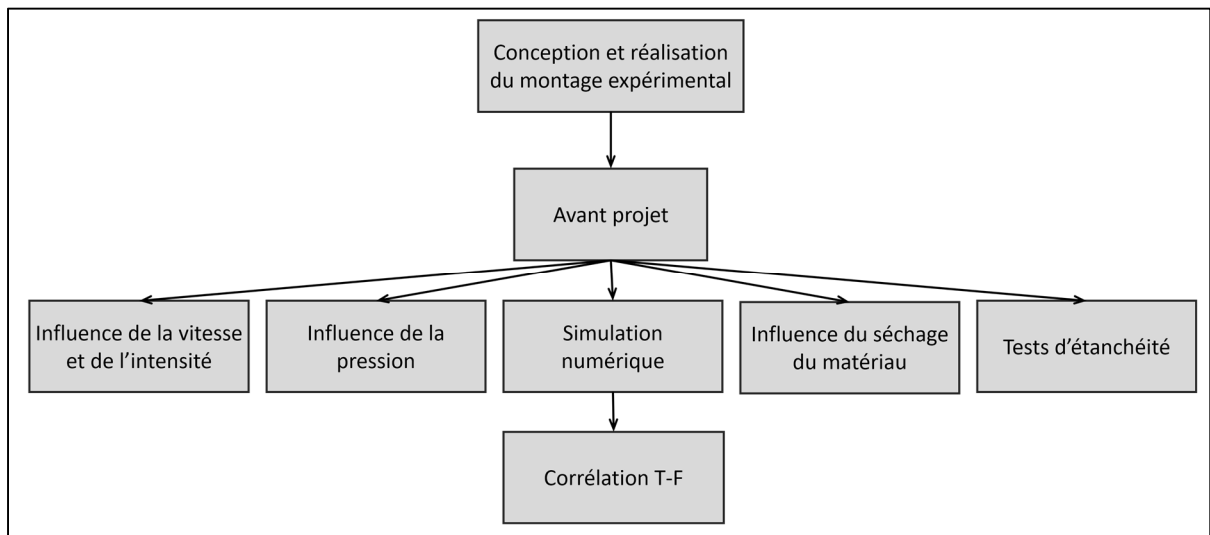 Conception et réalisation
du montage expérimental
Avant projet
Influence de la vitesse
et de l'intensité
Influence de la
pression
Simulation
numérique
Influence du séchage
du matériau
Tests d'étanchéité
Corrélation T-F